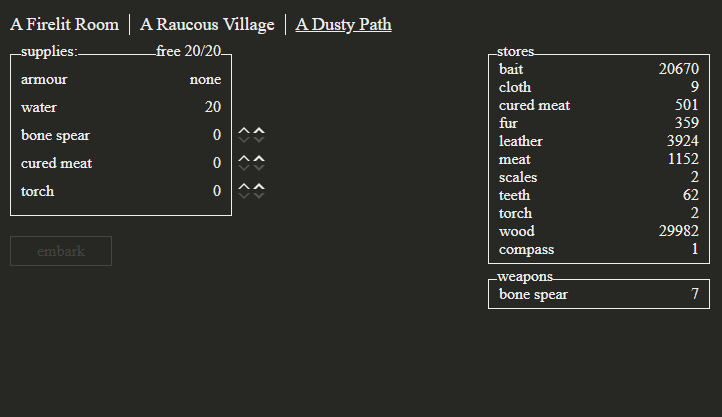 A Firelit Room | A Raucous Village | A Dusty Path
supplies: free 20/20
armour none
water 20
bone spear 0
cured meat 0
torch 0
embark
stores
bait 20670
cloth 9
cured meat 501
fur 359
leather 3924
meat 1152
scales 2
teeth 62
torch 2
wood 29982
compass 1
weapons
bone spear 7